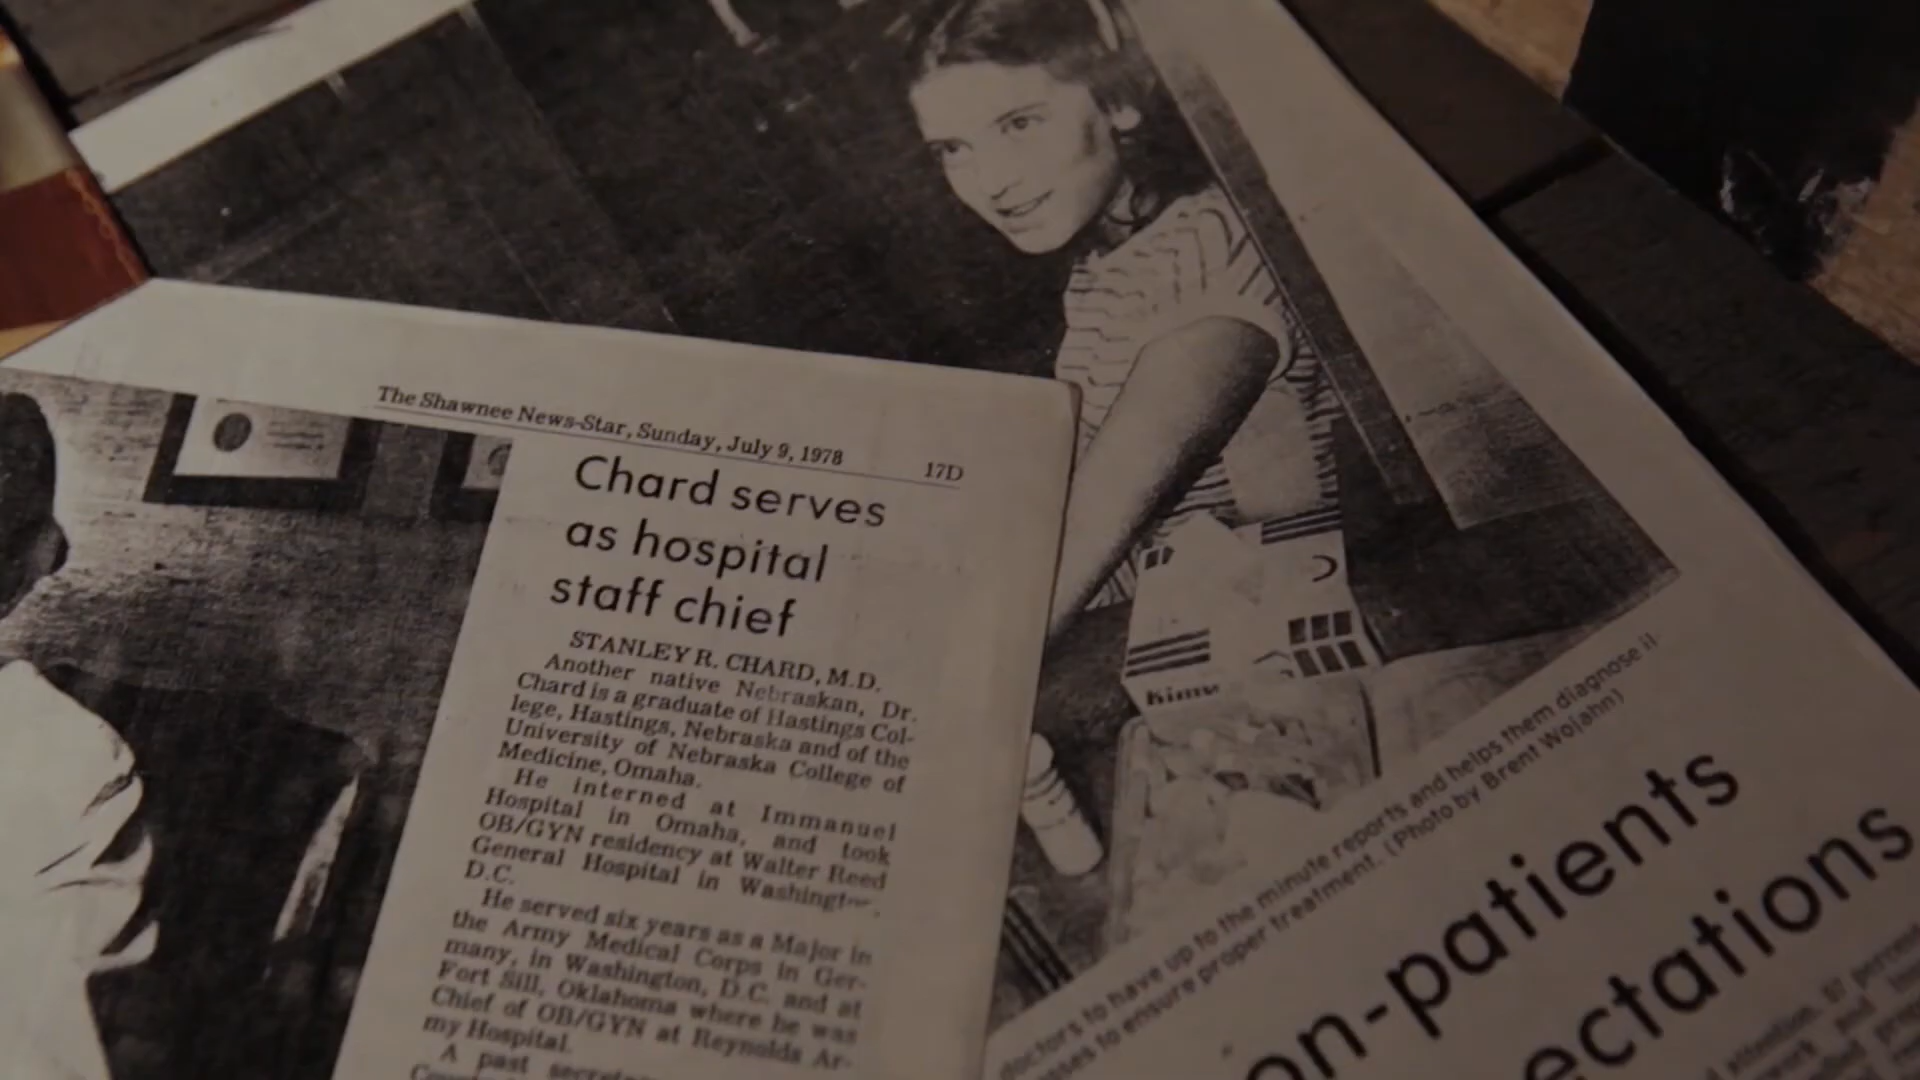 The Shawnee News-Star, Sunday, July 9, 1978 17D
Chard serves
as hospital
staff chief
STANLEY R. CHARD, M.D.
Another native Nebraskan, Dr.
Chard is a graduate of Hastings Col-
lege, Hastings, Nebraska and of the
University of Nebraska College of
Medicine, Omaha.
He interned at Immanuel
Hospital in Omaha, and took
OB/GYN residency at Walter Reed
General Hospital in Washington,
D.C.
He served six years as a Major in
the Army Medical Corps in Ger-
many, in Washington, D.C. and at
Fort Sill, Oklahoma where he was
Chief of OB/GYN at Reynolds Ar-
my Hospital.
A past
doctors to have up to the minute reports and helps them diagnose il
to ensure proper treatment. (Photo by Brent Wojahn)
on-patients
ectations